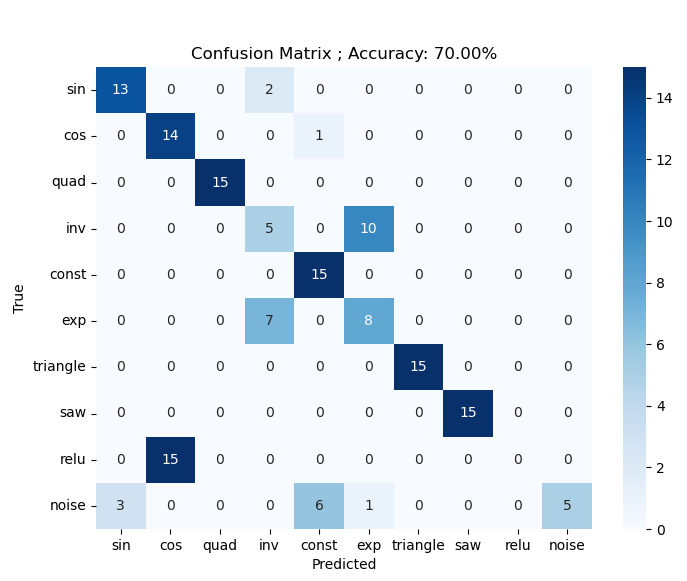 Confusion Matrix ; Accuracy: 70.00%
sin 13 0 0 2 0 0 0 0 0 0
cos 0 14 0 0 1 0 0 0 0 0
quad 0 0 15 0 0 0 0 0 0 0
inv 0 0 0 5 0 10 0 0 0 0
const 0 0 0 0 15 0 0 0 0 0
exp 0 0 0 7 0 8 0 0 0 0
triangle 0 0 0 0 0 0 15 0 0 0
saw 0 0 0 0 0 0 0 15 0 0
relu 0 15 0 0 0 0 0 0 0 0
noise 3 0 0 0 6 1 0 0 0 5
sin cos quad inv const exp triangle saw relu noise
Predicted
True
14
12
10
8
6
4
2
0